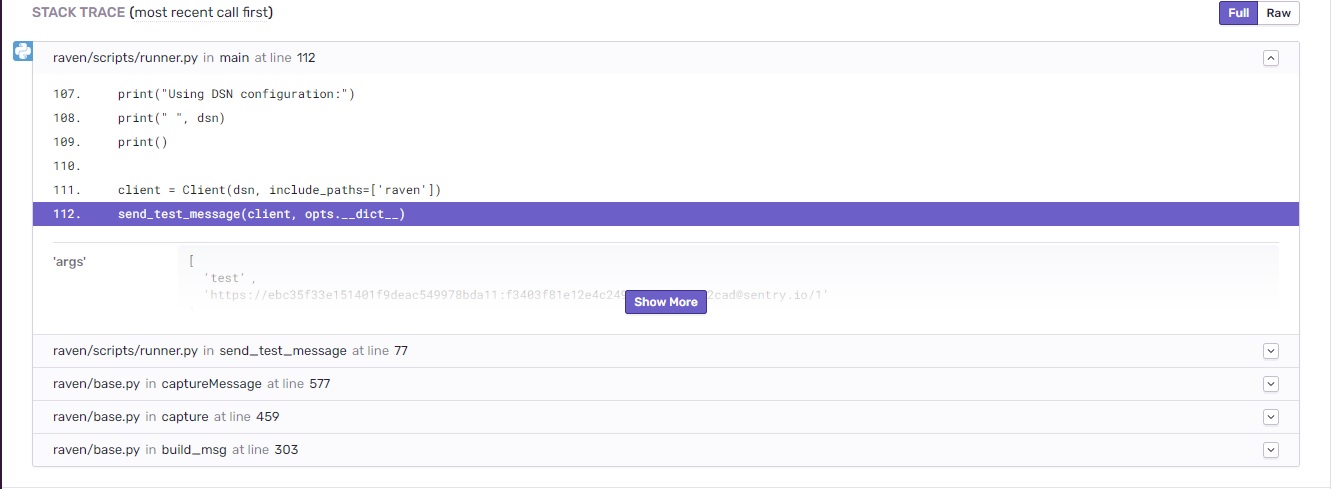 STACK TRACE (most recent call first)
Full Raw
raven/scripts/runner.py in main at line 112
107. print("Using DSN configuration:")
108. print(" ", dsn)
109. print()
110.
111. client = Client(dsn, include_paths=['raven'])
112. send_test_message(client, opts.__dict__)
'args'
[
'test' ,
'https://ebc35f33e151401f9deac549978bda11:f3403f81e12e4c24 2cad@sentry.io/1'
Show More
raven/scripts/runner.py in send_test_message at line 77
raven/base.py in captureMessage at line 577
raven/base.py in capture at line 459
raven/base.py in build_msg at line 303